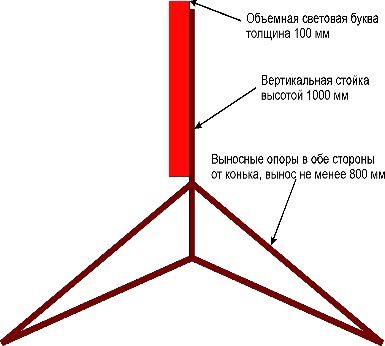 Объемная световая буква
толщина 100 мм
Вертикальная стойка
высотой 1000 мм
Выносные опоры в обе стороны
от конька, вынос не менее 800 мм